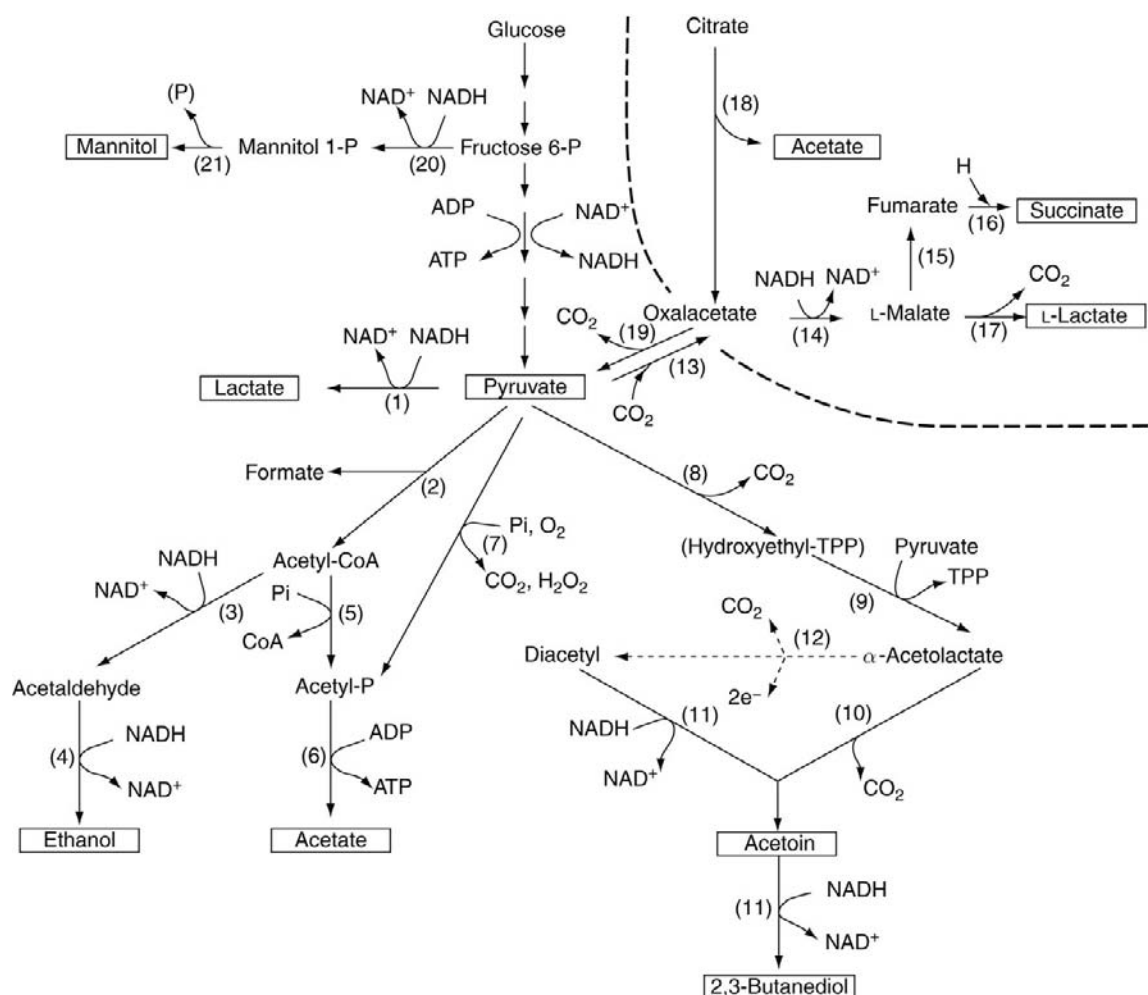 Glucose
Citrate
(P)
NAD⁺ NADH
(18)
Mannitol
Mannitol 1-P
Fructose 6-P
Acetate
(21)
(20)
H
ADP
NAD⁺
Fumarate
Succinate
(16)
ATP
NADH
(15)
NADH NAD⁺
CO₂
CO₂
Oxalacetate
L-Malate
L-Lactate
(19)
(14)
(17)
NAD⁺ NADH
(13)
Lactate
Pyruvate
(1)
CO₂
Formate
(2)
(8)
CO₂
Pi, O₂
(7)
(Hydroxyethyl-TPP)
Pyruvate
NADH
Acetyl-CoA
CO₂, H₂O₂
TPP
NAD⁺
Pi
(3)
(5)
(9)
CO₂
CoA
(12)
Diacetyl
α-Acetolactate
Acetaldehyde
Acetyl-P
2e⁻
(11)
(10)
NADH
ADP
NADH
(4)
(6)
NAD⁺
ATP
NAD⁺
CO₂
Ethanol
Acetate
Acetoin
NADH
(11)
NAD⁺
2,3-Butanediol